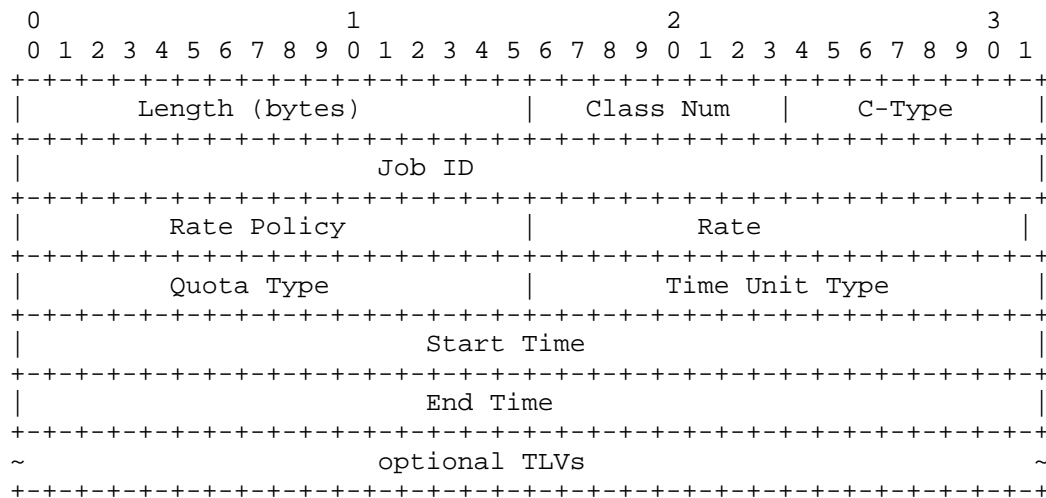 0                   1                   2                   3
 0 1 2 3 4 5 6 7 8 9 0 1 2 3 4 5 6 7 8 9 0 1 2 3 4 5 6 7 8 9 0 1
+-+-+-+-+-+-+-+-+-+-+-+-+-+-+-+-+-+-+-+-+-+-+-+-+-+-+-+-+-+-+-+-+
|       Length (bytes)          |   Class Num   |    C-Type     |
+-+-+-+-+-+-+-+-+-+-+-+-+-+-+-+-+-+-+-+-+-+-+-+-+-+-+-+-+-+-+-+-+
|                      Job ID                                   |
+-+-+-+-+-+-+-+-+-+-+-+-+-+-+-+-+-+-+-+-+-+-+-+-+-+-+-+-+-+-+-+-+
|         Rate Policy           |          Rate                |
+-+-+-+-+-+-+-+-+-+-+-+-+-+-+-+-+-+-+-+-+-+-+-+-+-+-+-+-+-+-+-+-+
|         Quota Type            |        Time Unit Type         |
+-+-+-+-+-+-+-+-+-+-+-+-+-+-+-+-+-+-+-+-+-+-+-+-+-+-+-+-+-+-+-+-+
|                         Start Time                            |
+-+-+-+-+-+-+-+-+-+-+-+-+-+-+-+-+-+-+-+-+-+-+-+-+-+-+-+-+-+-+-+-+
|                         End Time                              |
+-+-+-+-+-+-+-+-+-+-+-+-+-+-+-+-+-+-+-+-+-+-+-+-+-+-+-+-+-+-+-+-+
~                      optional TLVs                            ~
+-+-+-+-+-+-+-+-+-+-+-+-+-+-+-+-+-+-+-+-+-+-+-+-+-+-+-+-+-+-+-+-+